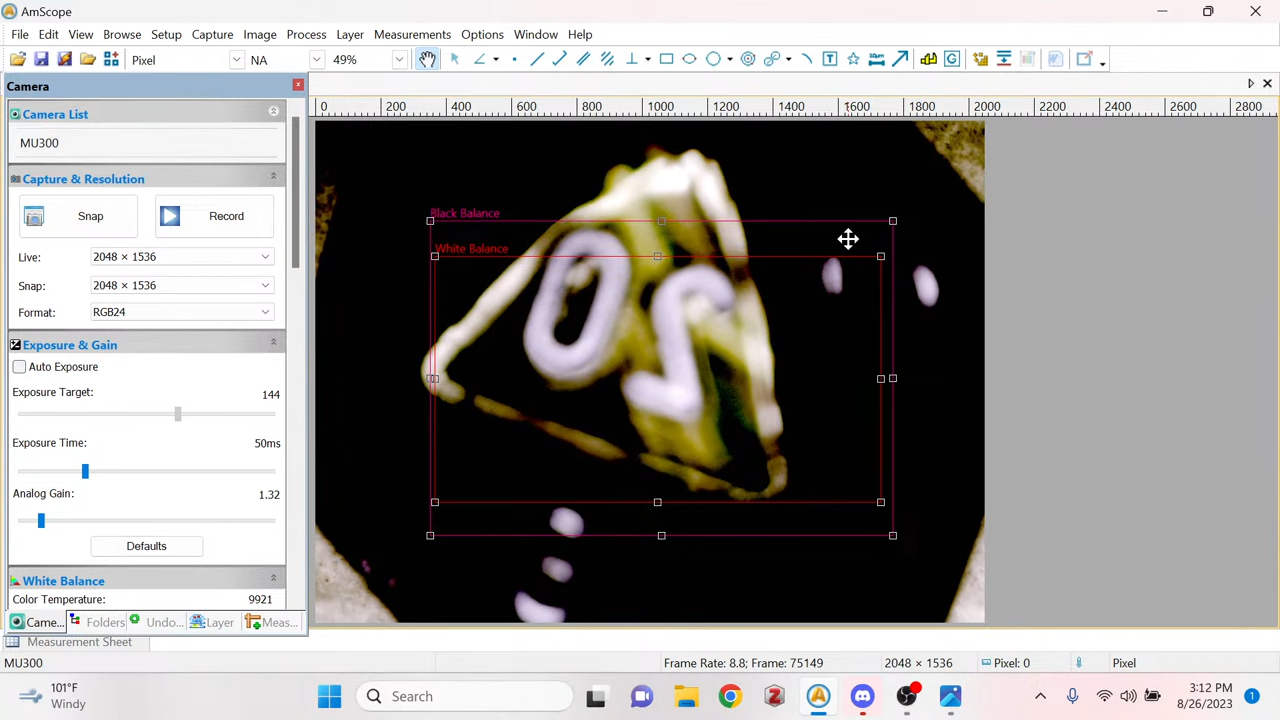 AmScope
File Edit View Browse Setup Capture Image Process Layer Measurements Options Window Help
Pixel NA 49%
Camera
Camera List
MU300
Capture & Resolution
Snap Record
Live: 2048 × 1536
Snap: 2048 × 1536
Format: RGB24
Exposure & Gain
Auto Exposure
Exposure Target: 144
Exposure Time: 50ms
Analog Gain: 1.32
Defaults
White Balance
Color Temperature: 9921
Came... Folders Undo... Layer Meas...
0 200 400 600 800 1000 1200 1400 1600 1800 2000 2200 2400 2600 2800
Black Balance
White Balance
02
Measurement Sheet
MU300 Frame Rate: 8.8; Frame: 75149 2048 × 1536 Pixel: 0 Pixel
101°F
Windy
Search
3:12 PM
8/26/2023
1